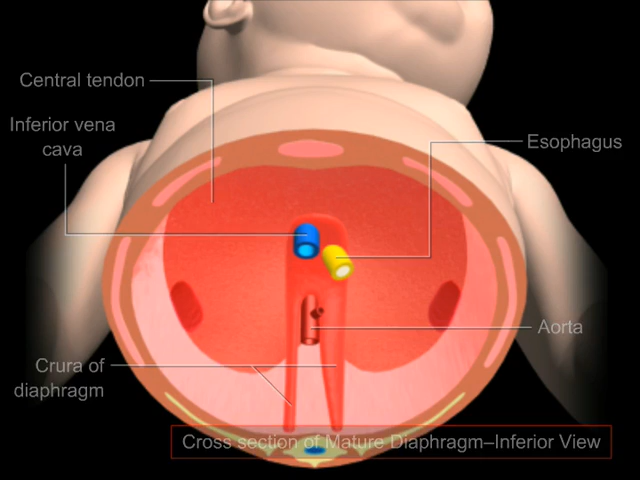 Central tendon
Inferior vena
cava
Esophagus
Aorta
Crura of
diaphragm
Cross section of Mature Diaphragm–Inferior View